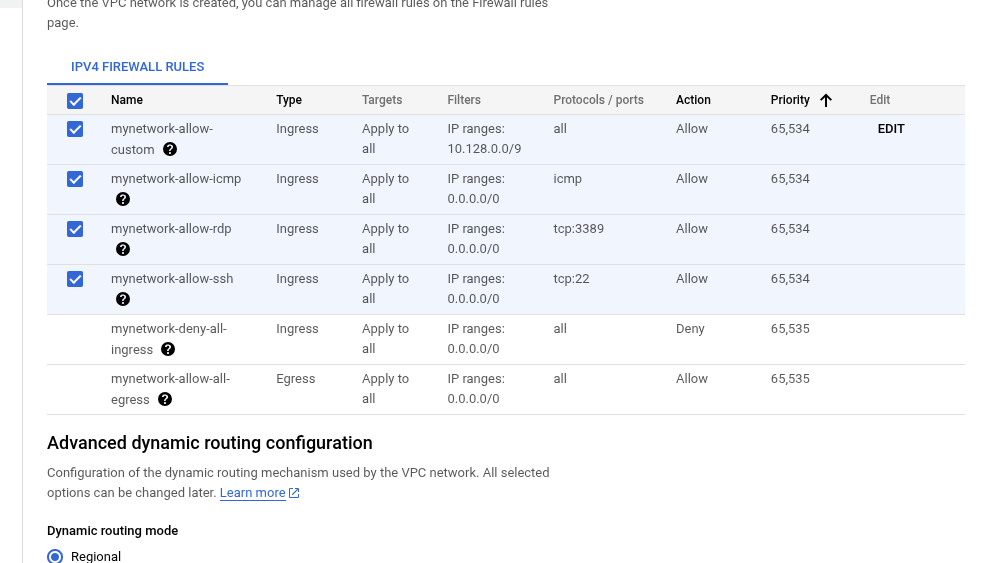 Once the VPC network is created, you can manage all firewall rules on the Firewall rules
page.
IPV4 FIREWALL RULES
Name Type Targets Filters Protocols / ports Action Priority Edit
mynetwork-allow- Ingress Apply to IP ranges: all Allow 65,534 EDIT
custom all 10.128.0.0/9
mynetwork-allow-icmp Ingress Apply to IP ranges: icmp Allow 65,534
all 0.0.0.0/0
mynetwork-allow-rdp Ingress Apply to IP ranges: tcp:3389 Allow 65,534
all 0.0.0.0/0
mynetwork-allow-ssh Ingress Apply to IP ranges: tcp:22 Allow 65,534
all 0.0.0.0/0
mynetwork-deny-all- Ingress Apply to IP ranges: all Deny 65,535
ingress all 0.0.0.0/0
mynetwork-allow-all- Egress Apply to IP ranges: all Allow 65,535
egress all 0.0.0.0/0
Advanced dynamic routing configuration
Configuration of the dynamic routing mechanism used by the VPC network. All selected
options can be changed later. Learn more
Dynamic routing mode
Regional